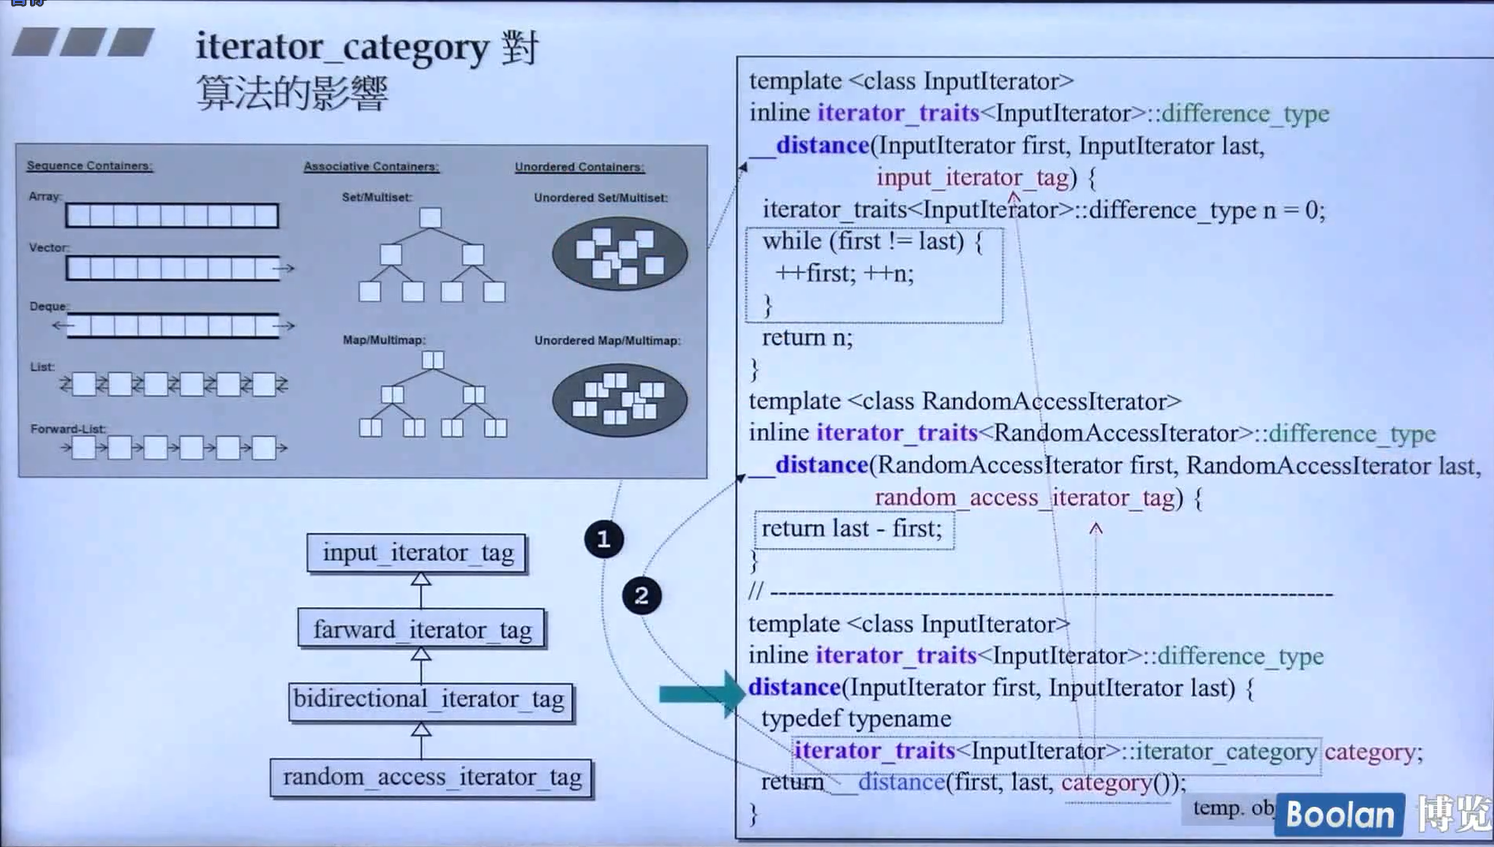 iterator_category 對
算法的影響
Sequence Containers:
Array:
Vector:
Deque:
List:
Forward-List:
Associative Containers:
Set/Multiset:
Map/Multimap:
Unordered Containers:
Unordered Set/Multiset:
Unordered Map/Multimap:
input_iterator_tag
farward_iterator_tag
bidirectional_iterator_tag
random_access_iterator_tag
1
2
template <class InputIterator>
inline iterator_traits<InputIterator>::difference_type
__distance(InputIterator first, InputIterator last,
input_iterator_tag) {
iterator_traits<InputIterator>::difference_type n = 0;
while (first != last) {
++first; ++n;
}
return n;
}
template <class RandomAccessIterator>
inline iterator_traits<RandomAccessIterator>::difference_type
__distance(RandomAccessIterator first, RandomAccessIterator last,
random_access_iterator_tag) {
return last - first;
}
// ---------------------------------------------------------------
template <class InputIterator>
inline iterator_traits<InputIterator>::difference_type
distance(InputIterator first, InputIterator last) {
typedef typename
iterator_traits<InputIterator>::iterator_category category;
return __distance(first, last, category());
}
temp.
Boolan 博览